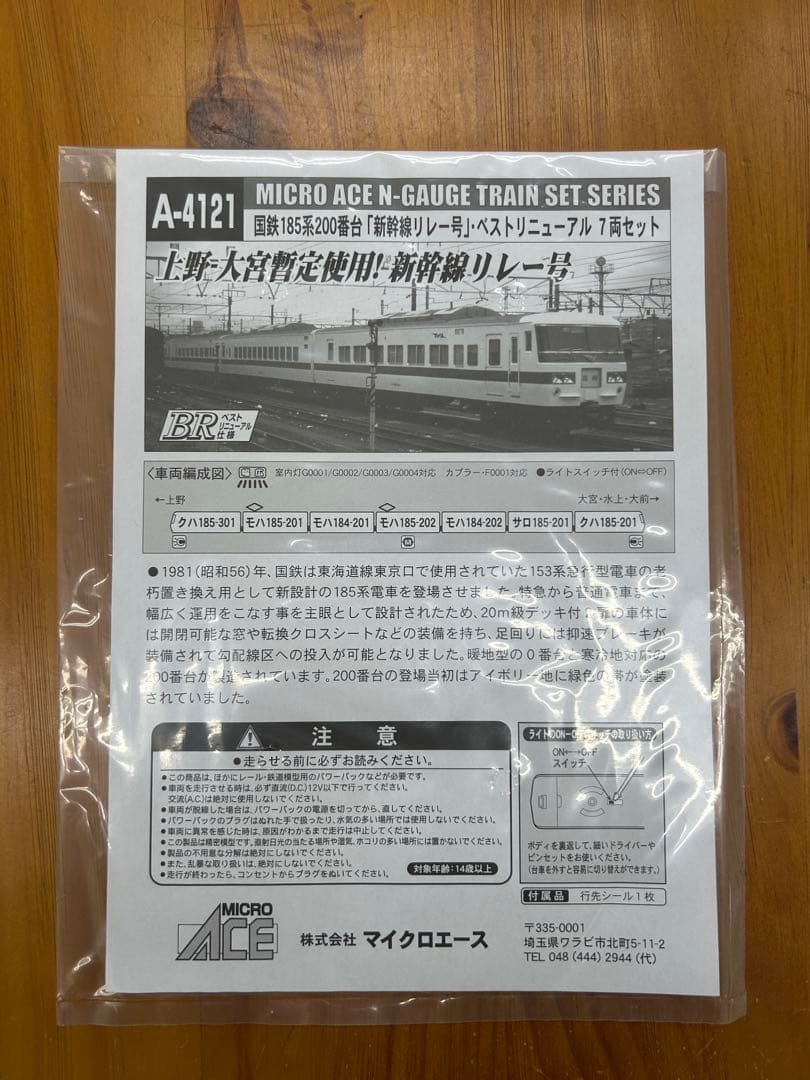 A-4121
MICRO ACE N-GAUGE TRAIN SET SERIES
国鉄185系200番台「新幹線リレー号」・ベストリニューアル 7両セット
上野-大宮暫定使用!新幹線リレー号
BR ベスト
リニューアル
仕様
〈車両編成図〉 室内灯G0001/G0002/G0003/G0004対応 カプラー・F0001対応 ●ライトスイッチ付(ON⇔OFF)
←上野 大宮・水上・大前→
クハ185-301 モハ185-201 モハ184-201 モハ185-202 モハ184-202 サロ185-201 クハ185-201
M
●1981(昭和56)年、国鉄は東海道線東京口で使用されていた153系急行型電車の老
朽置き換え用として新設計の185系電車を登場させました。特急から普通電車まで、
幅広く運用をこなす事を主眼として設計されたため、20m級デッキ付2扉の車体に
は開閉可能な窓や転換クロスシートなどの装備を持ち、足回りには抑速ブレーキが
装備されて勾配線区への投入が可能となりました。暖地型の0番台と寒冷地対応の
200番台が製造されています。200番台の登場当初はアイボリー地に緑色の帯が塗装
されていました。
注意
●走らせる前に必ずお読みください。
●この商品は、ほかにレール・鉄道模型用のパワーパックなどが必要です。
●車両を走行させる時は、必ず直流(D.C.)12V以下で行ってください。
交流(A.C.)は絶対に使用しないでください。
●車両が脱線した場合は、パワーパックの電源を切ってから、直してください。
●パワーパックのプラグはぬれた手で扱ったり、水気の多い場所では使用しないでください。
●車両に異常を感じた時は、原因がわかるまで走行は中止してください。
●この製品は精密模型です。直射日光の当たる場所や湿気、ホコリの多い場所には置かないでください。
●製品の不用意な分解は絶対にしないでください。
●また、乱暴な取り扱いは、絶対にしないでください。
●走行が終わったら、コンセントからプラグをぬいてください。
対象年齢:14歳以上
ライトのON-OFFスイッチの取り扱い方
ON←→OFF
スイッチ
ボディを裏返して、細いドライバーや
ピンセットをお使いください。
(台車を外すと容易に切り替えができます。)
付属品 行先シール1枚
MICRO
ACE
株式会社 マイクロエース
〒335-0001
埼玉県ワラビ市北町5-11-2
TEL 048 (444) 2944 (代)